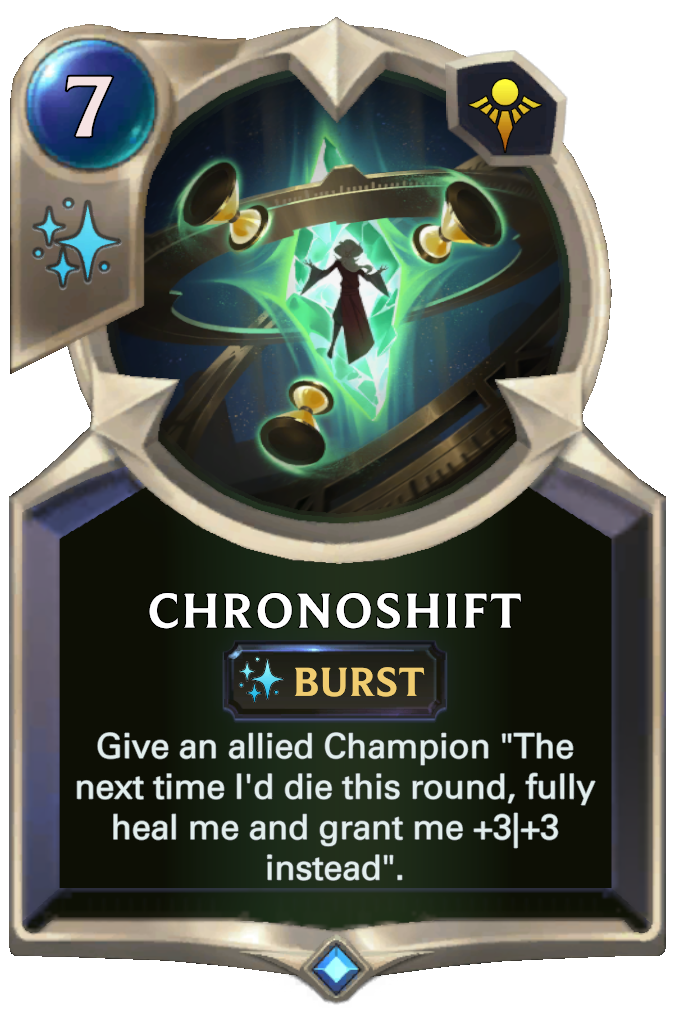 7
CHRONOSHIFT
BURST
Give an allied Champion "The
next time I'd die this round, fully
heal me and grant me +3|+3
instead".